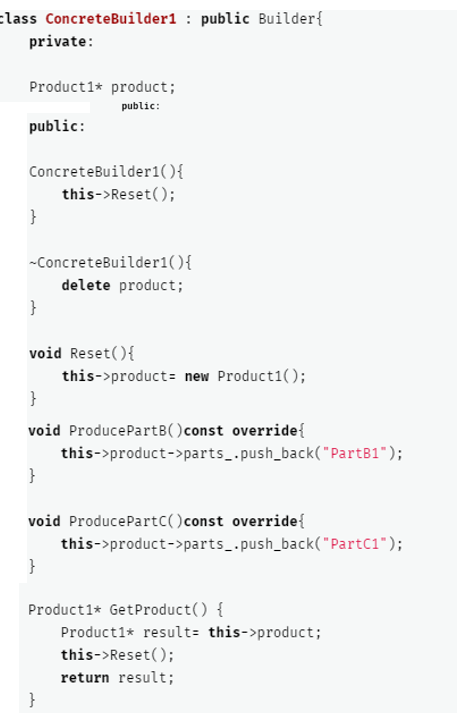 class ConcreteBuilder1 : public Builder{
private:
Product1* product;
public:
public:
ConcreteBuilder1(){
this->Reset();
}
~ConcreteBuilder1(){
delete product;
}
void Reset(){
this->product= new Product1();
}
void ProducePartB()const override{
this->product->parts_.push_back("PartB1");
}
void ProducePartC()const override{
this->product->parts_.push_back("PartC1");
}
Product1* GetProduct() {
Product1* result= this->product;
this->Reset();
return result;
}